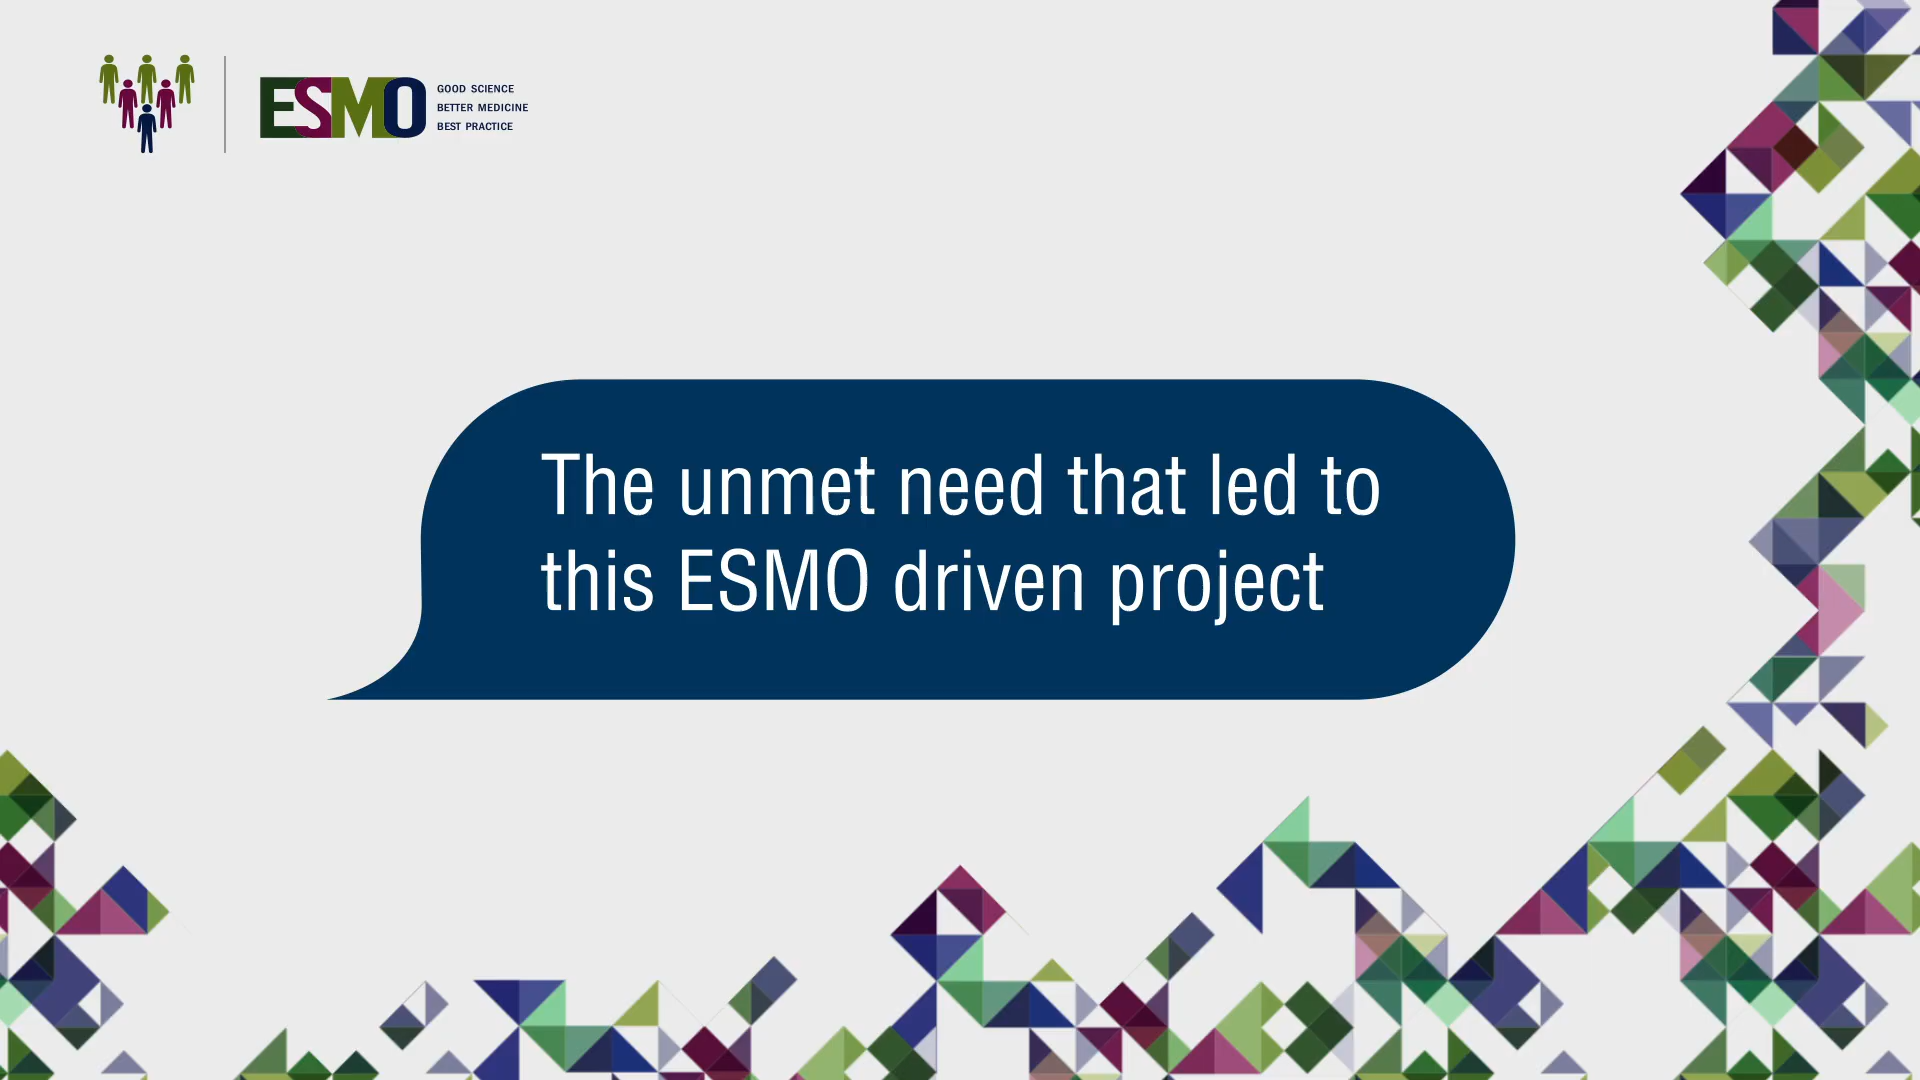 ESMO
GOOD SCIENCE
BETTER MEDICINE
BEST PRACTICE
The unmet need that led to
this ESMO driven project